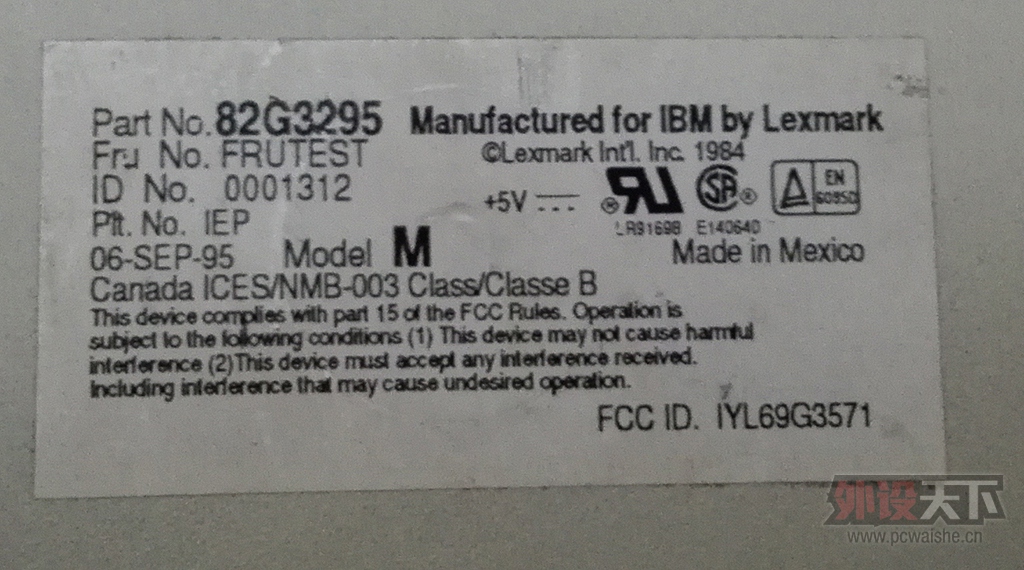 Part No. 82G3295 Manufactured for IBM by Lexmark
Fru No. FRUTEST ©Lexmark Int'l. Inc. 1984
ID No. 0001312
+5V
UR ® SA ® EN 60950
Plt. No. IEP LR91698 E140640
06-SEP-95 Model M Made in Mexico
Canada ICES/NMB-003 Class/Classe B
This device complies with part 15 of the FCC Rules. Operation is
subject to the following conditions (1) This device may not cause harmful
interference (2)This device must accept any interference received.
Including interference that may cause undesired operation.
FCC ID. IYL69G3571
外设天下
www.pcwaishe.cn